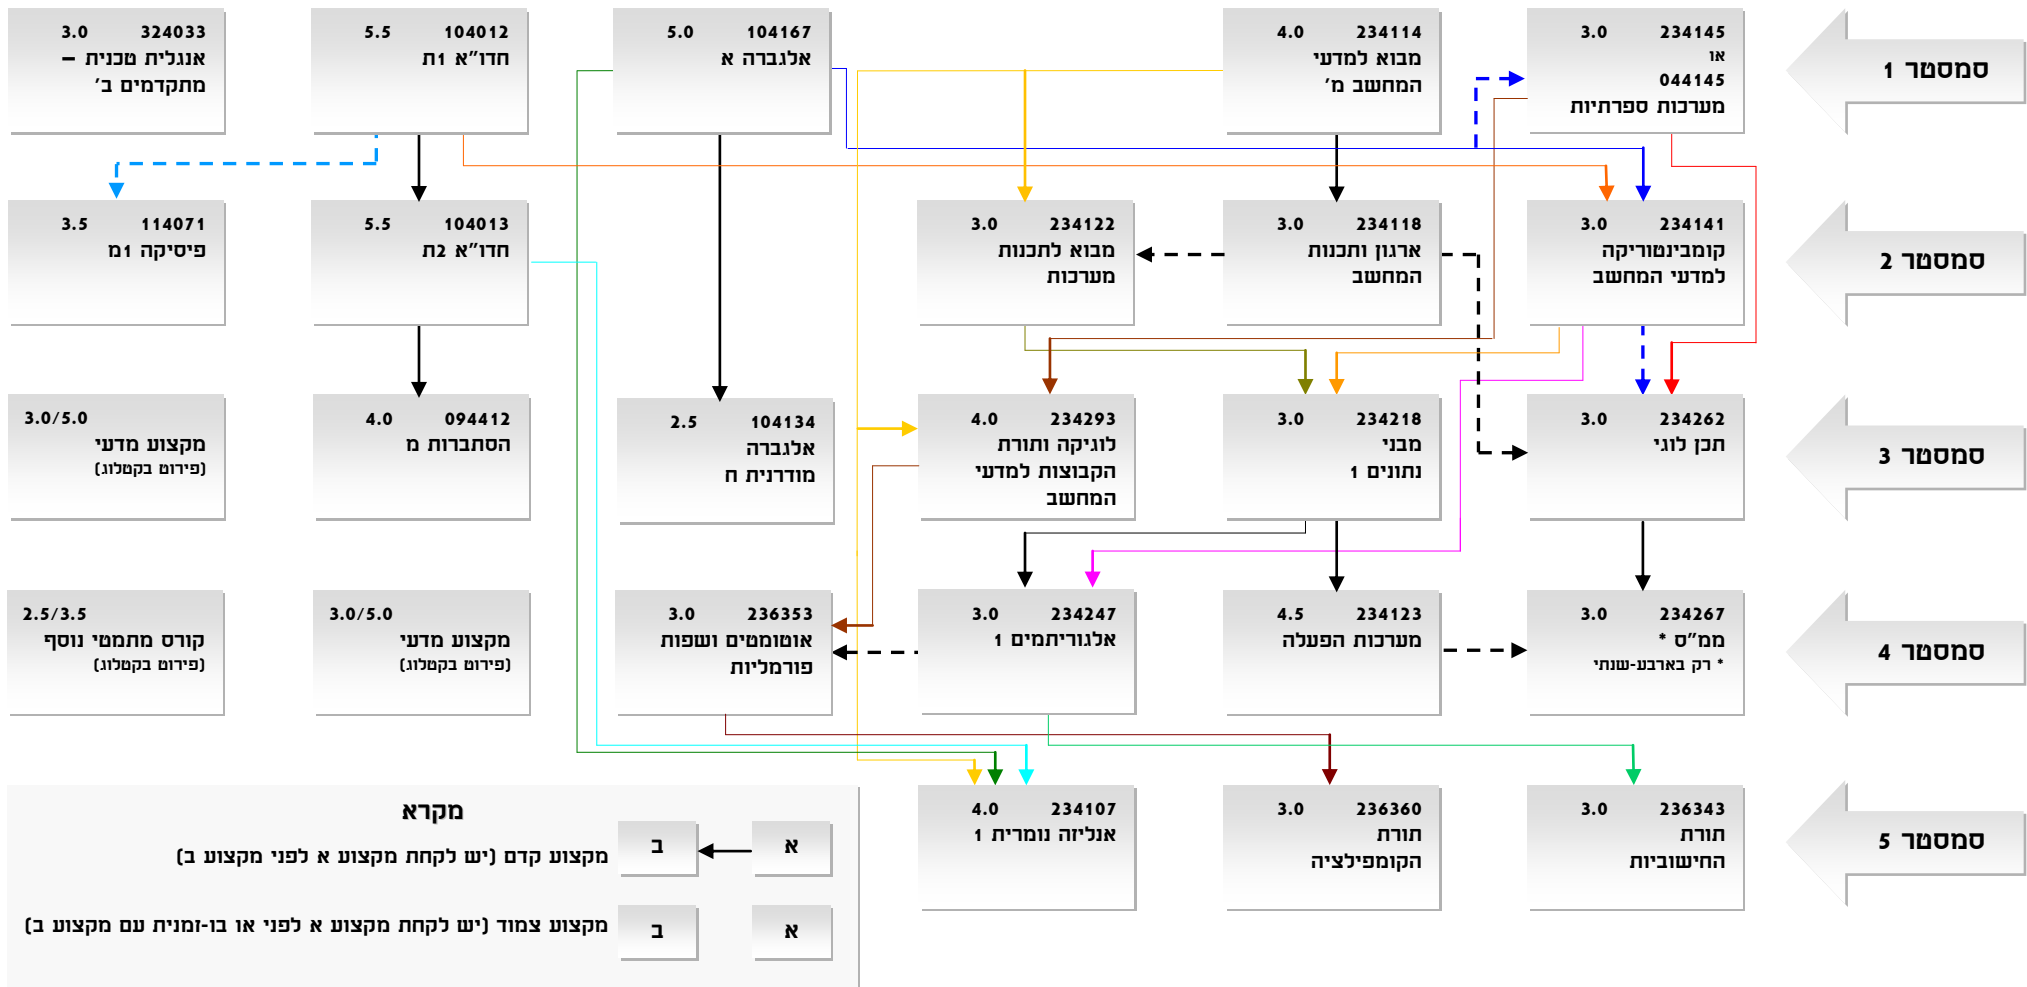 סמסטר 1
234145 3.0
או
044145
מערכות ספרתיות
234114 4.0
מבוא למדעי
המחשב מ'
104167 5.0
אלגברה א
104012 5.5
חדו"א 1ת
324033 3.0
אנגלית טכנית –
מתקדמים ב'
סמסטר 2
234141 3.0
קומבינטוריקה
למדעי המחשב
234118 3.0
ארגון ותכנות
המחשב
234122 3.0
מבוא לתכנות
מערכות
104013 5.5
חדו"א 2ת
114071 3.5
פיסיקה 1מ
סמסטר 3
234262 3.0
תכן לוגי
234218 3.0
מבני
נתונים 1
234293 4.0
לוגיקה ותורת
הקבוצות למדעי
המחשב
104134 2.5
אלגברה
מודרנית ח
094412 4.0
הסתברות מ
3.0/5.0
מקצוע מדעי
(פירוט בקטלוג)
סמסטר 4
234267 3.0
ממ"ס *
* רק בארבע-שנתי
234123 4.5
מערכות הפעלה
234247 3.0
אלגוריתמים 1
236353 3.0
אוטומטים ושפות
פורמליות
3.0/5.0
מקצוע מדעי
(פירוט בקטלוג)
2.5/3.5
קורס מתמטי נוסף
(פירוט בקטלוג)
סמסטר 5
236343 3.0
תורת
החישוביות
236360 3.0
תורת
הקומפילציה
234107 4.0
אנליזה נומרית 1
מקרא
א ב מקצוע קדם (יש לקחת מקצוע א לפני מקצוע ב)
א ב מקצוע צמוד (יש לקחת מקצוע א לפני או בו-זמנית עם מקצוע ב)